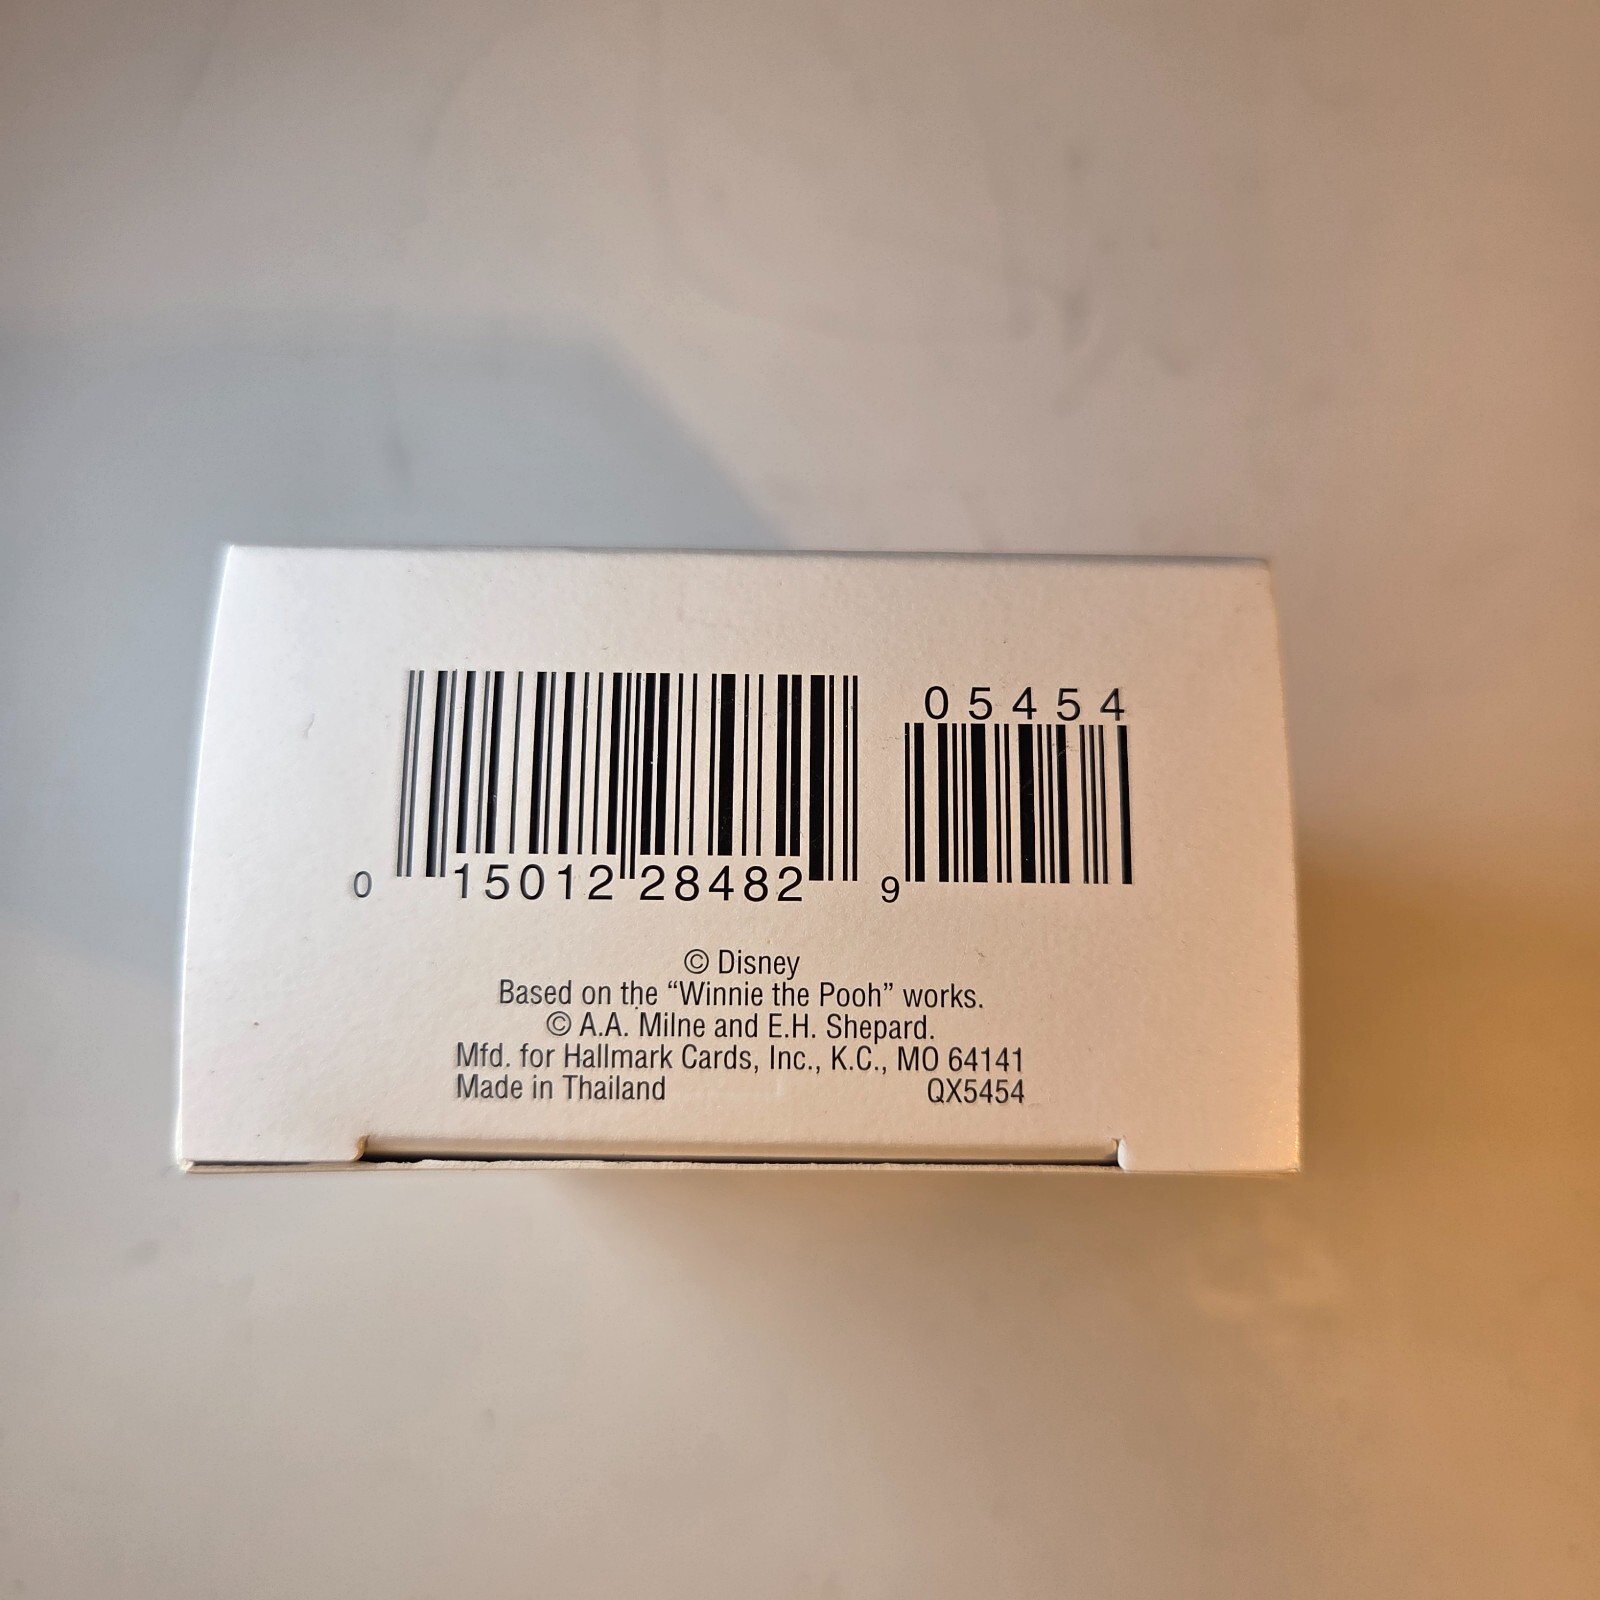 05454
0 15012 28482 9
© Disney
Based on the “Winnie the Pooh” works.
© A.A. Milne and E.H. Shepard.
Mfd. for Hallmark Cards, Inc., K.C., MO 64141
Made in Thailand QX5454